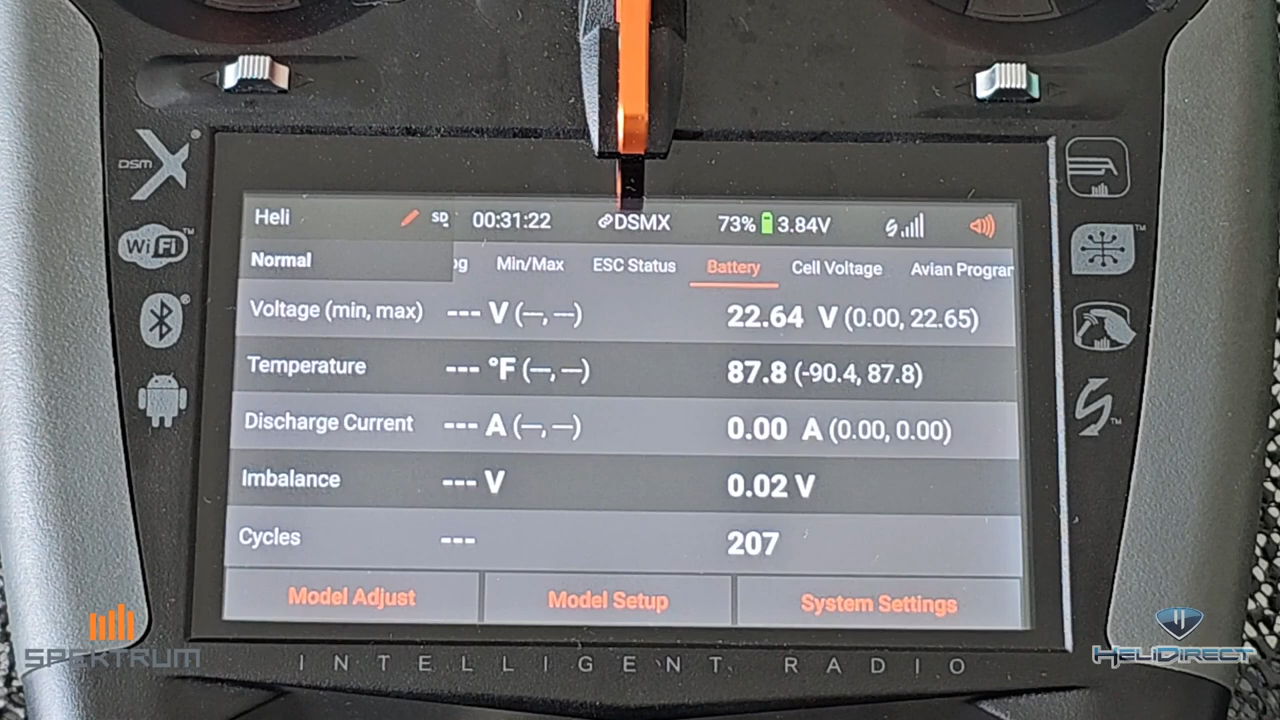 DSM X
WiFi™
Heli SD 00:31:22 DSMX 73% 3.84V
Normal og Min/Max ESC Status Battery Cell Voltage Avian Progra
Voltage (min, max) --- V (—, —) 22.64 V (0.00, 22.65)
Temperature --- °F (—, —) 87.8 (-90.4, 87.8)
Discharge Current --- A (—, —) 0.00 A (0.00, 0.00)
Imbalance --- V 0.02 V
Cycles --- 207
Model Adjust Model Setup System Settings
INTELLIGENT RADIO
SPEKTRUM
HELIDIRECT